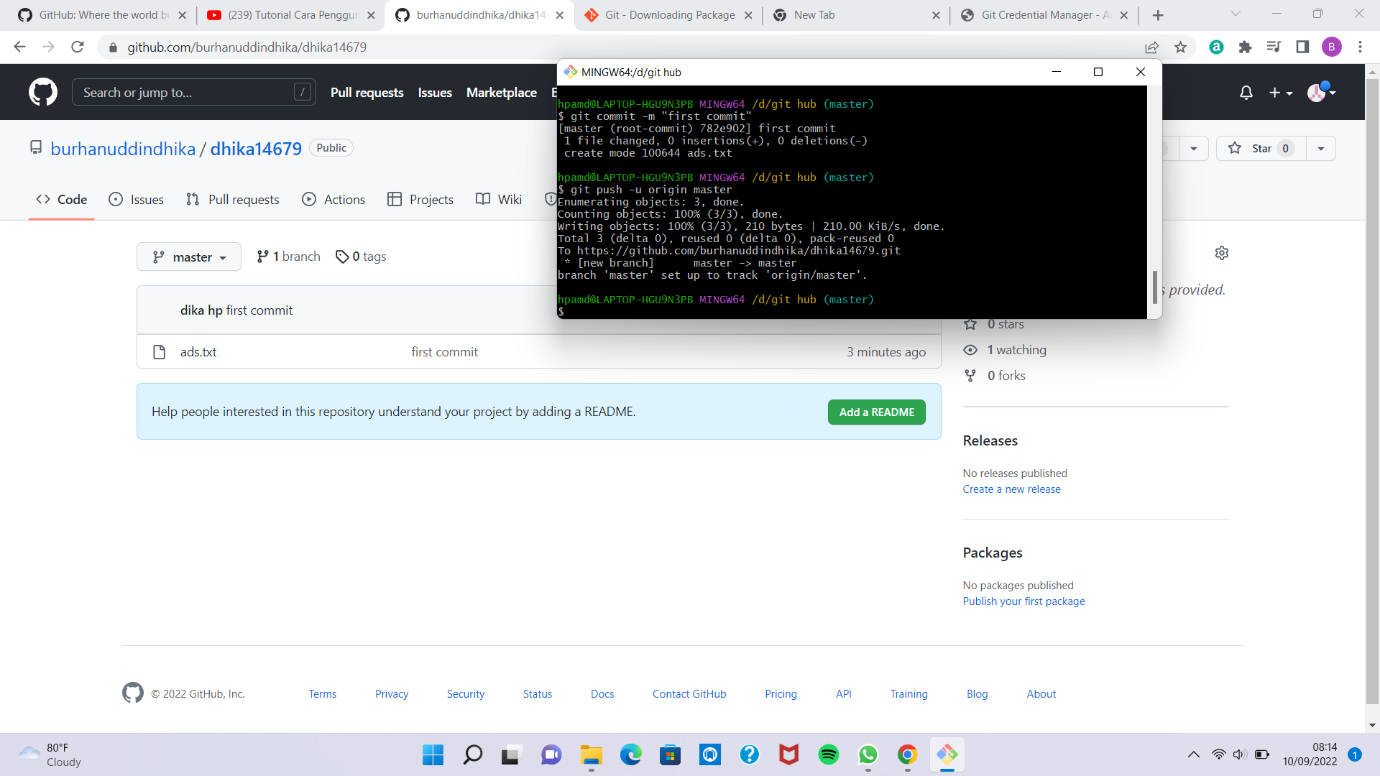 GitHub: Where the world bu
(239) Tutorial Cara Penggun
burhanuddindhika/dhika14
Git - Downloading Package
New Tab
Git Credential Manager - A
github.com/burhanuddindhika/dhika14679
B
Search or jump to...
/
Pull requests
Issues
Marketplace
E
MINGW64:/d/git hub
hpamd@LAPTOP-HGU9N3PB MINGW64 /d/git hub (master)
$ git commit -m "first commit"
[master (root-commit) 782e902] first commit
1 file changed, 0 insertions(+), 0 deletions(-)
create mode 100644 ads.txt
hpamd@LAPTOP-HGU9N3PB MINGW64 /d/git hub (master)
$ git push -u origin master
Enumerating objects: 3, done.
Counting objects: 100% (3/3), done.
Writing objects: 100% (3/3), 210 bytes | 210.00 KiB/s, done.
Total 3 (delta 0), reused 0 (delta 0), pack-reused 0
To https://github.com/burhanuddindhika/dhika14679.git
* [new branch] master -> master
branch 'master' set up to track 'origin/master'.
hpamd@LAPTOP-HGU9N3PB MINGW64 /d/git hub (master)
$
burhanuddindhika / dhika14679
Public
Star 0
Code
Issues
Pull requests
Actions
Projects
Wiki
master
1 branch
0 tags
dika hp first commit
ads.txt
first commit
3 minutes ago
Help people interested in this repository understand your project by adding a README.
Add a README
s provided.
0 stars
1 watching
0 forks
Releases
No releases published
Create a new release
Packages
No packages published
Publish your first package
© 2022 GitHub, Inc.
Terms
Privacy
Security
Status
Docs
Contact GitHub
Pricing
API
Training
Blog
About
80°F
Cloudy
08:14
10/09/2022
1